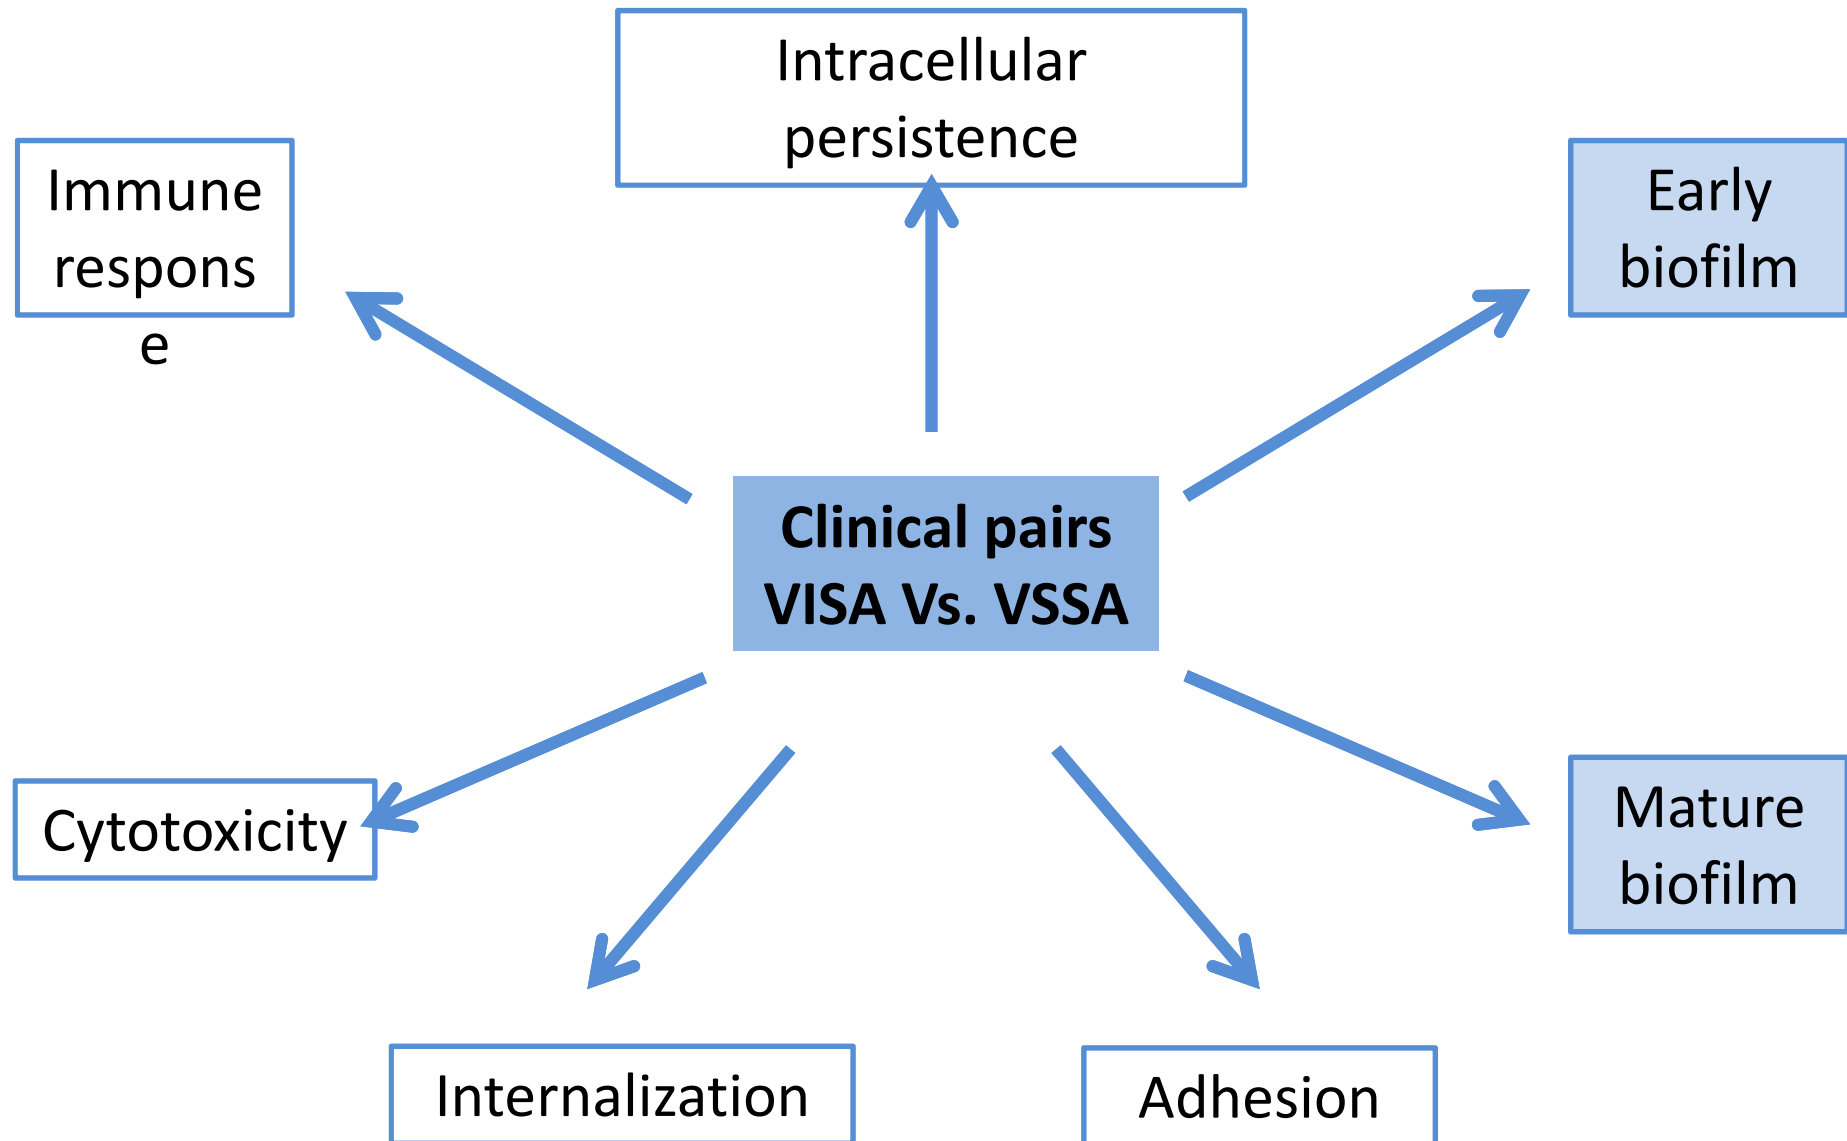 Intracellular
persistence
Immune
respons
e
Early
biofilm
Clinical pairs
VISA Vs. VSSA
Cytotoxicity
Mature
biofilm
Internalization
Adhesion